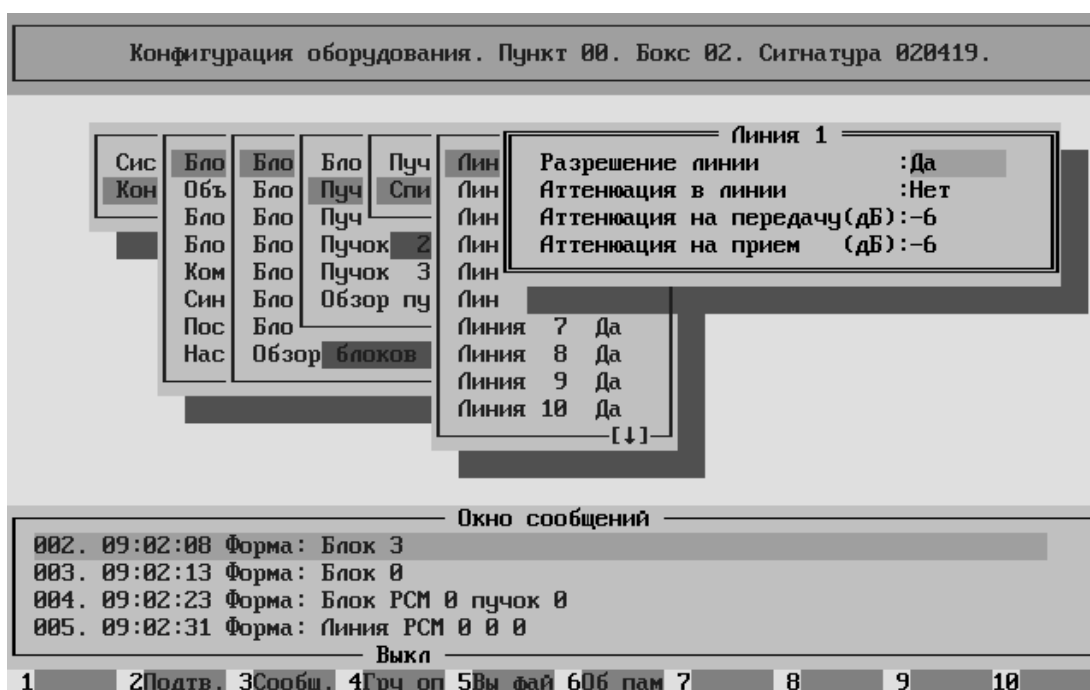 Конфигурация оборудования. Пункт 00. Бокс 02. Сигнатура 020419.
Линия 1
Сис Бло Бло Бло Пуч Лин Разрешение линии :Да
Кон Объ Бло Пуч Спи Лин Аттенюация в линии :Нет
Бло Бло Пуч Лин Аттенюация на передачу(дБ):-6
Бло Бло Пучок 2 Лин Аттенюация на прием (дБ):-6
Ком Бло Пучок 3 Лин
Син Бло Обзор пу Лин
Пос Бло Линия 7 Да
Нас Обзор блоков Линия 8 Да
Линия 9 Да
Линия 10 Да
[↓]
Окно сообщений
002. 09:02:08 Форма: Блок 3
003. 09:02:13 Форма: Блок 0
004. 09:02:23 Форма: Блок PCM 0 пучок 0
005. 09:02:31 Форма: Линия PCM 0 0 0
Выкл
1 2Подтв. 3Сообщ. 4Гру оп 5Вы фай 6Об пам 7 8 9 10